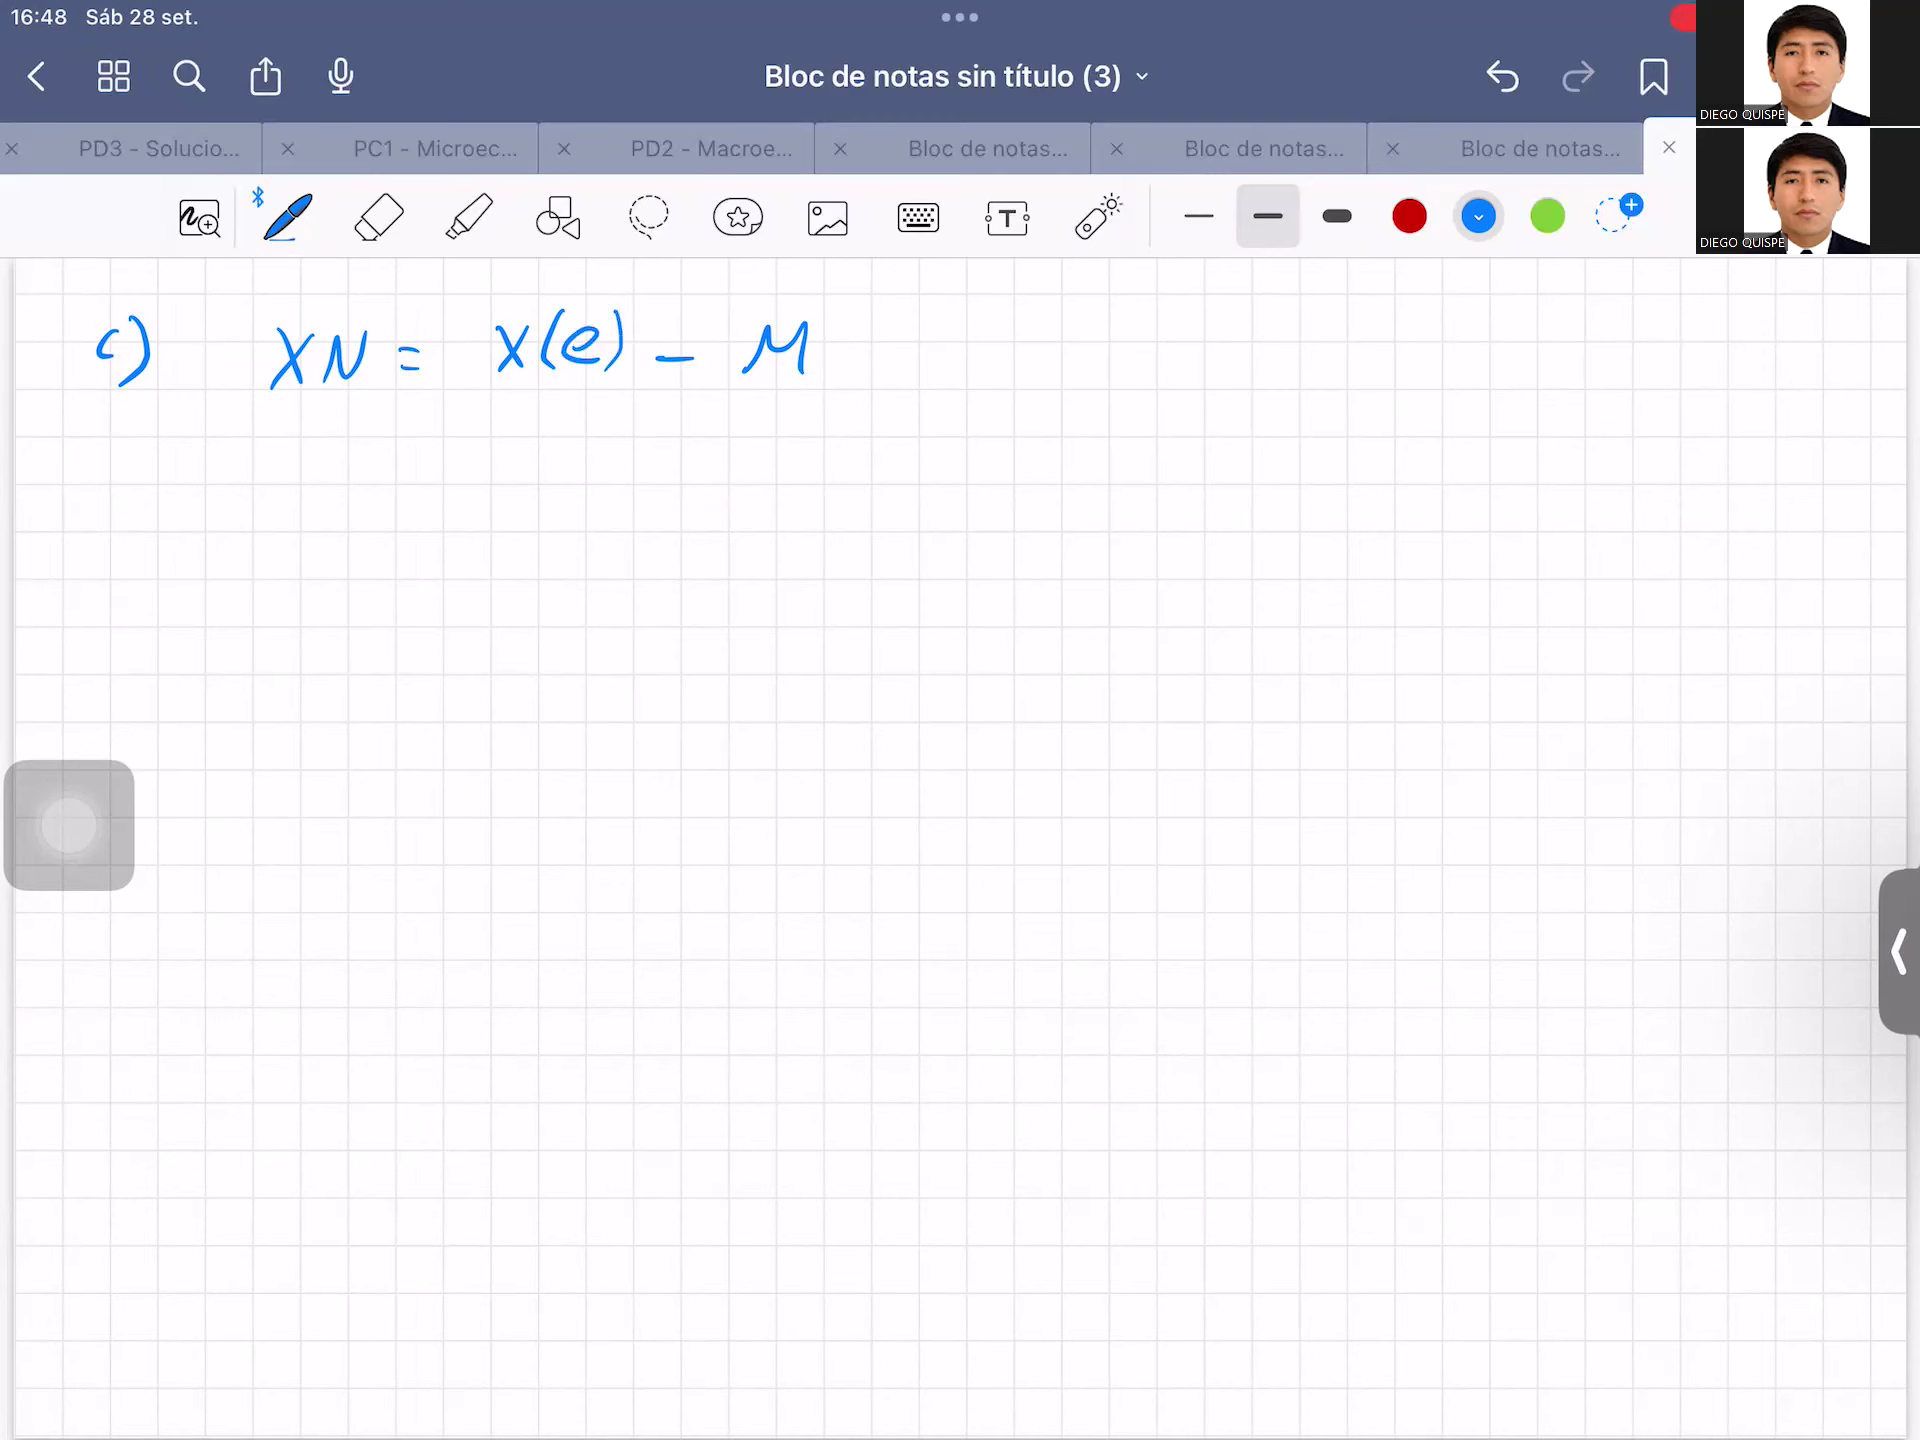 16:48 Sáb 28 set.
Bloc de notas sin título (3)
DIEGO QUISPE
PD3 - Solucio... PC1 - Microec... PD2 - Macroe... Bloc de notas... Bloc de notas... Bloc de notas...
T
DIEGO QUISPE
c) XN = X(e) - M